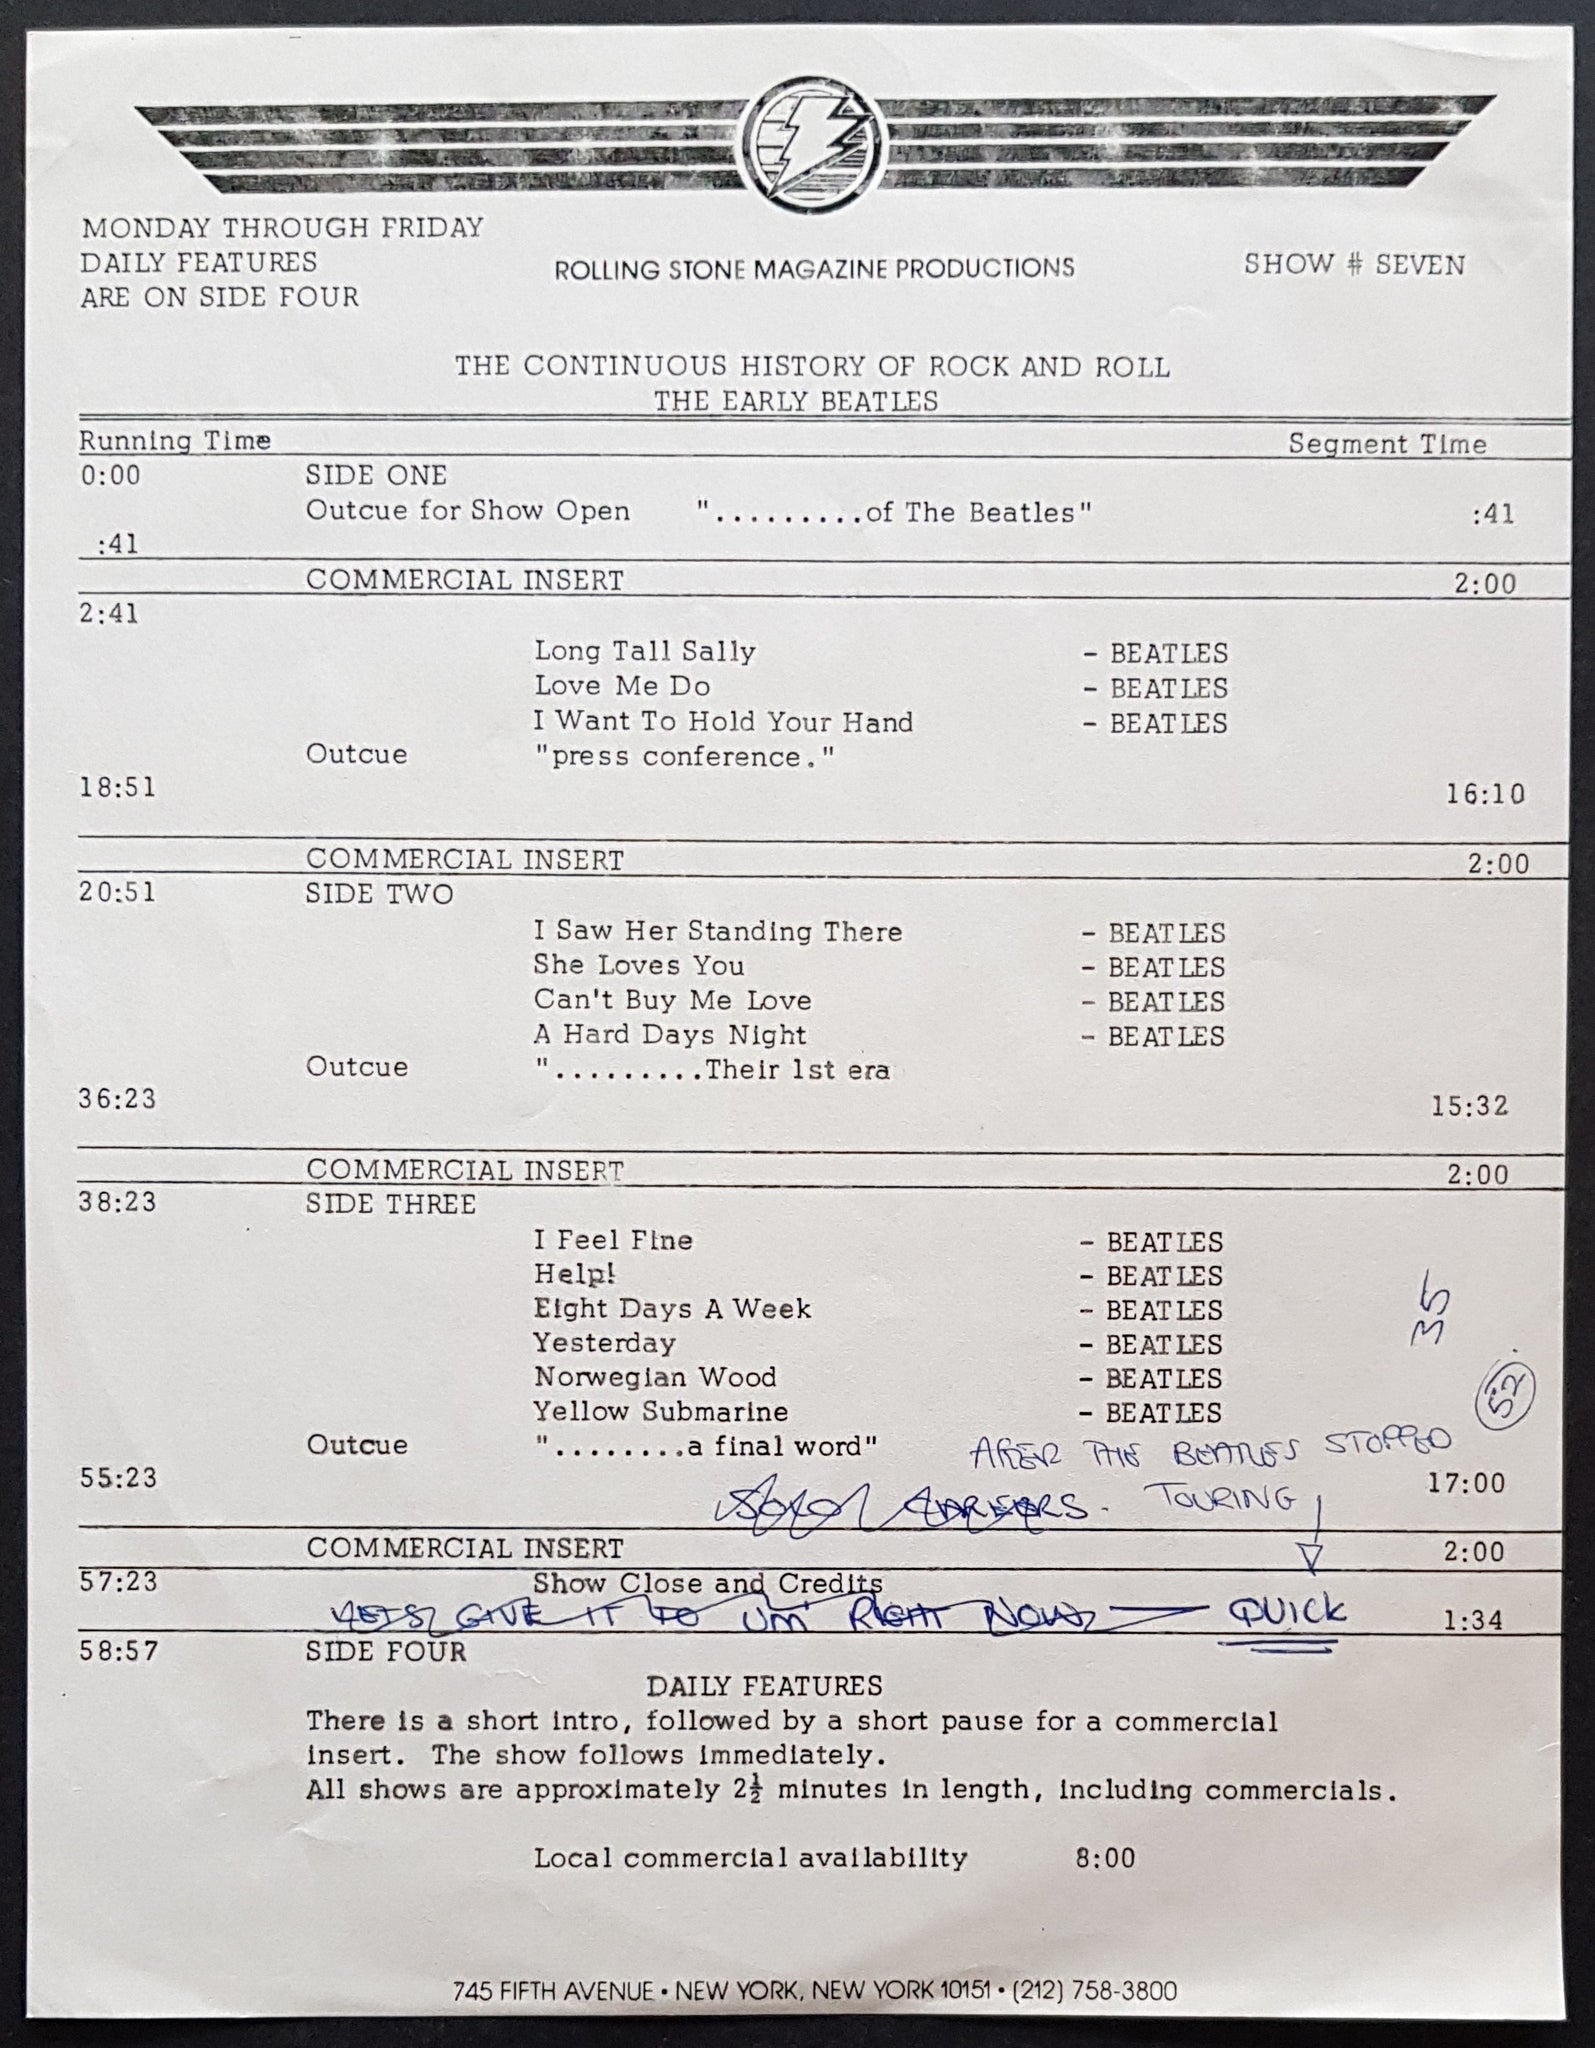 MONDAY THROUGH FRIDAY
DAILY FEATURES
ARE ON SIDE FOUR
ROLLING STONE MAGAZINE PRODUCTIONS
SHOW # SEVEN
THE CONTINUOUS HISTORY OF ROCK AND ROLL
THE EARLY BEATLES
Running Time Segment Time
0:00 SIDE ONE
Outcue for Show Open ".........of The Beatles" :41
:41
COMMERCIAL INSERT 2:00
2:41
Long Tall Sally - BEATLES
Love Me Do - BEATLES
I Want To Hold Your Hand - BEATLES
Outcue "press conference."
18:51 16:10
COMMERCIAL INSERT 2:00
20:51 SIDE TWO
I Saw Her Standing There - BEATLES
She Loves You - BEATLES
Can't Buy Me Love - BEATLES
A Hard Days Night - BEATLES
Outcue ".........Their 1st era
36:23 15:32
COMMERCIAL INSERT 2:00
38:23 SIDE THREE
I Feel Fine - BEATLES
Help! - BEATLES
Eight Days A Week - BEATLES
Yesterday - BEATLES
Norwegian Wood - BEATLES
Yellow Submarine - BEATLES
35
52
Outcue "........a final word" AFTER THE BEATLES STOPPED
55:23 SOLO CAREERS. TOURING 17:00
COMMERCIAL INSERT 2:00
57:23 Show Close and Credits
LETS GIVE IT TO UM RIGHT NOW — QUICK 1:34
58:57 SIDE FOUR
DAILY FEATURES
There is a short intro, followed by a short pause for a commercial
insert. The show follows immediately.
All shows are approximately 2½ minutes in length, including commercials.
Local commercial availability 8:00
745 FIFTH AVENUE • NEW YORK, NEW YORK 10151 • (212) 758-3800